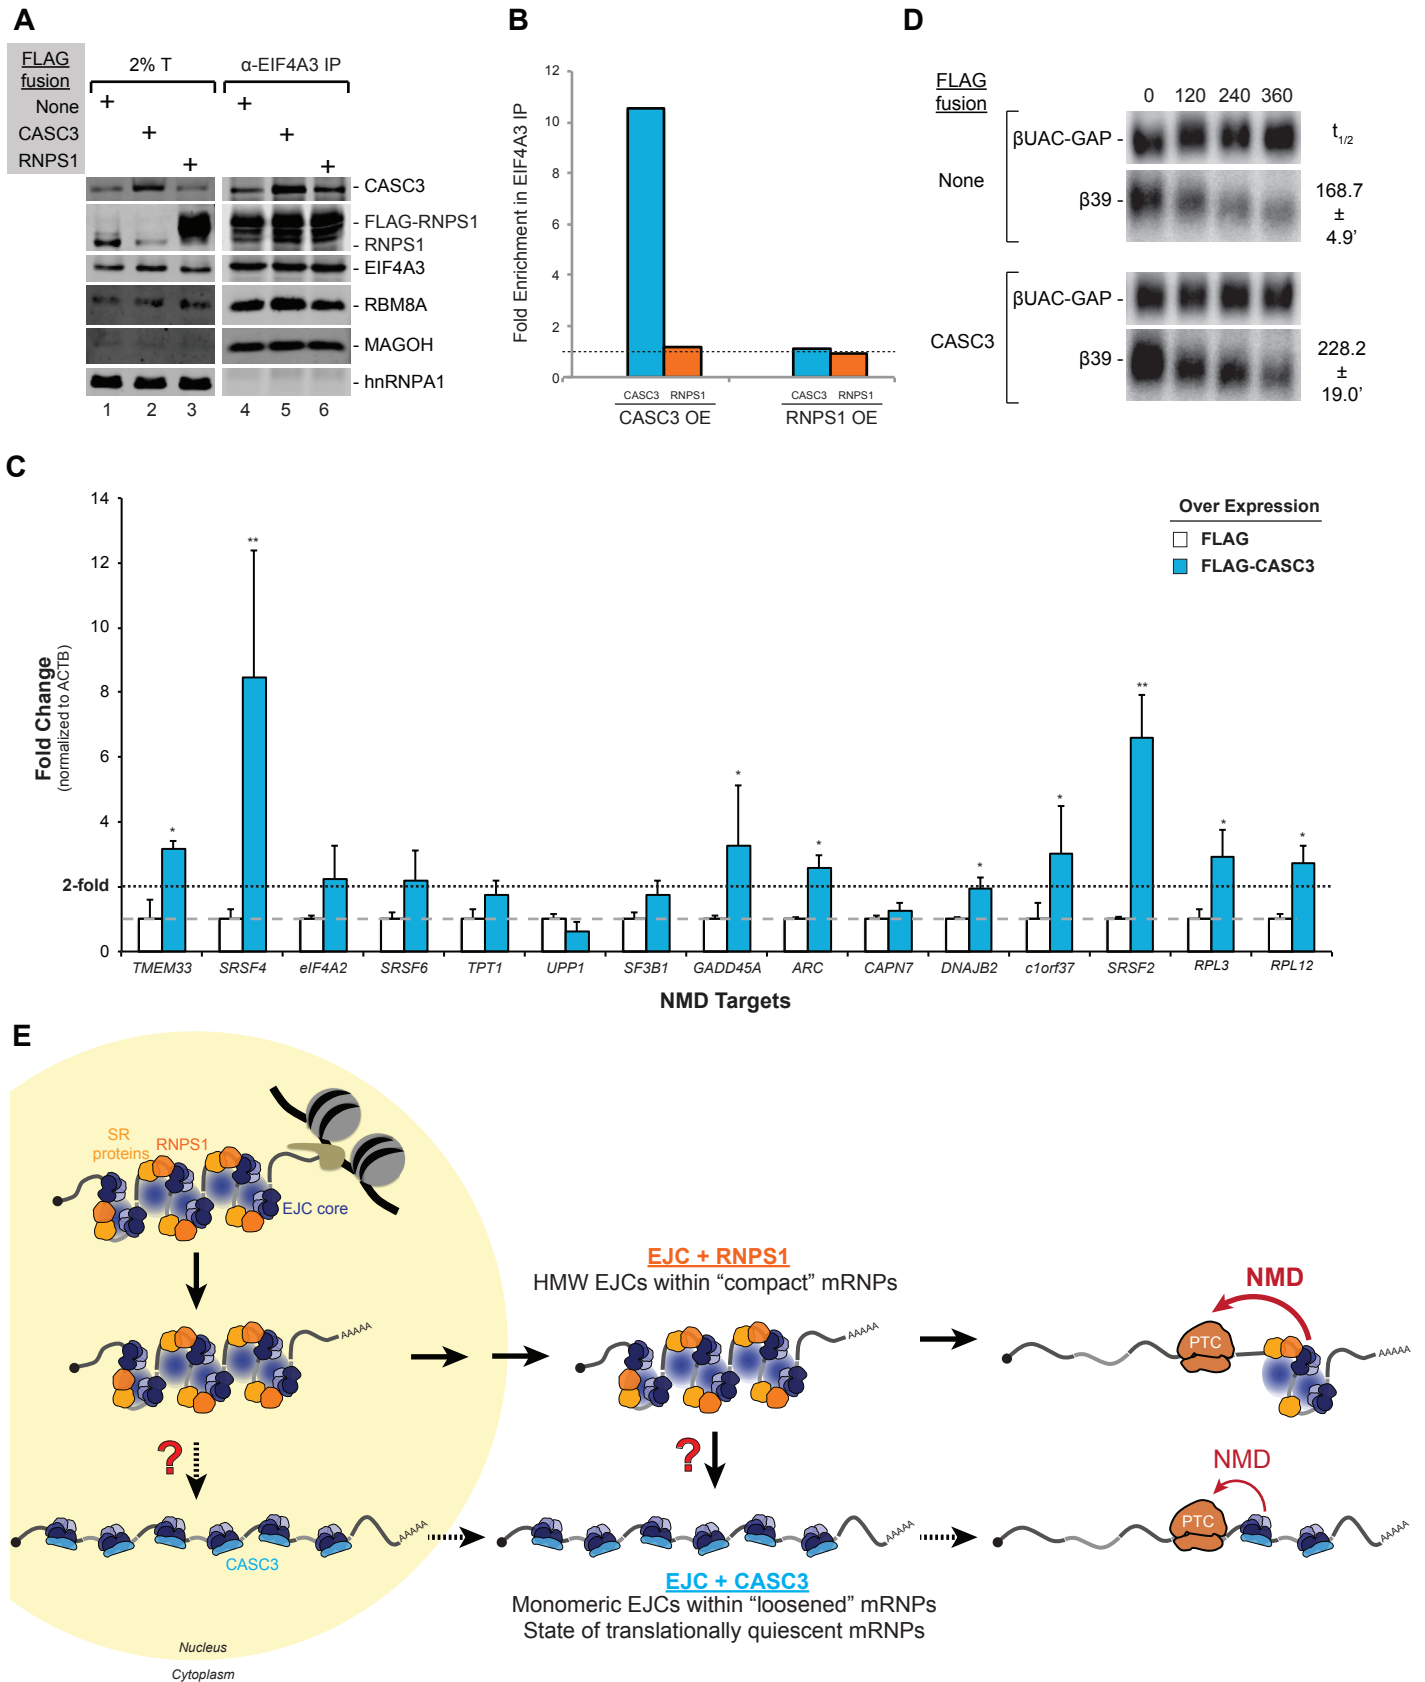 A
FLAG
fusion
2% T
α-EIF4A3 IP
None
+
+
CASC3
+
+
RNPS1
+
+
- CASC3
- FLAG-RNPS1
- RNPS1
- EIF4A3
- RBM8A
- MAGOH
- hnRNPA1
1 2 3 4 5 6
B
Fold Enrichment in EIF4A3 IP
12
10
8
6
4
2
0
CASC3 RNPS1 CASC3 RNPS1
CASC3 OE RNPS1 OE
D
FLAG
fusion
0 120 240 360
t1/2
None
βUAC-GAP -
β39 -
168.7
±
4.9’
CASC3
βUAC-GAP -
β39 -
228.2
±
19.0’
C
Fold Change
(normalized to ACTB)
14
12
10
8
6
4
2-fold
0
Over Expression
FLAG
FLAG-CASC3
* ** * * * * ** * *
TMEM33 SRSF4 eIF4A2 SRSF6 TPT1 UPP1 SF3B1 GADD45A ARC CAPN7 DNAJB2 c1orf37 SRSF2 RPL3 RPL12
NMD Targets
E
SR
proteins
RNPS1
EJC core
AAAAA
?
AAAAA
CASC3
Nucleus
Cytoplasm
EJC + RNPS1
HMW EJCs within “compact” mRNPs
AAAAA
?
AAAAA
EJC + CASC3
Monomeric EJCs within “loosened” mRNPs
State of translationally quiescent mRNPs
NMD
PTC
AAAAA
NMD
PTC
AAAAA